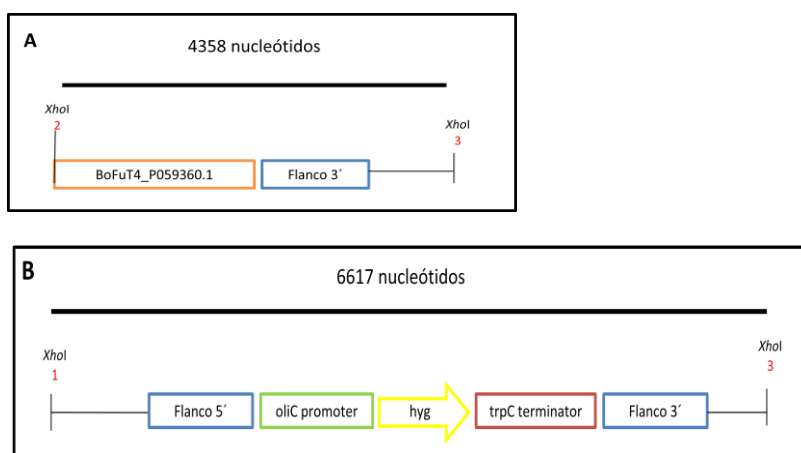 A
4358 nucleótidos
XhoI
2
XhoI
3
BoFuT4_P059360.1
Flanco 3´
B
6617 nucleótidos
XhoI
1
XhoI
3
Flanco 5´
oliC promoter
hyg
trpC terminator
Flanco 3´